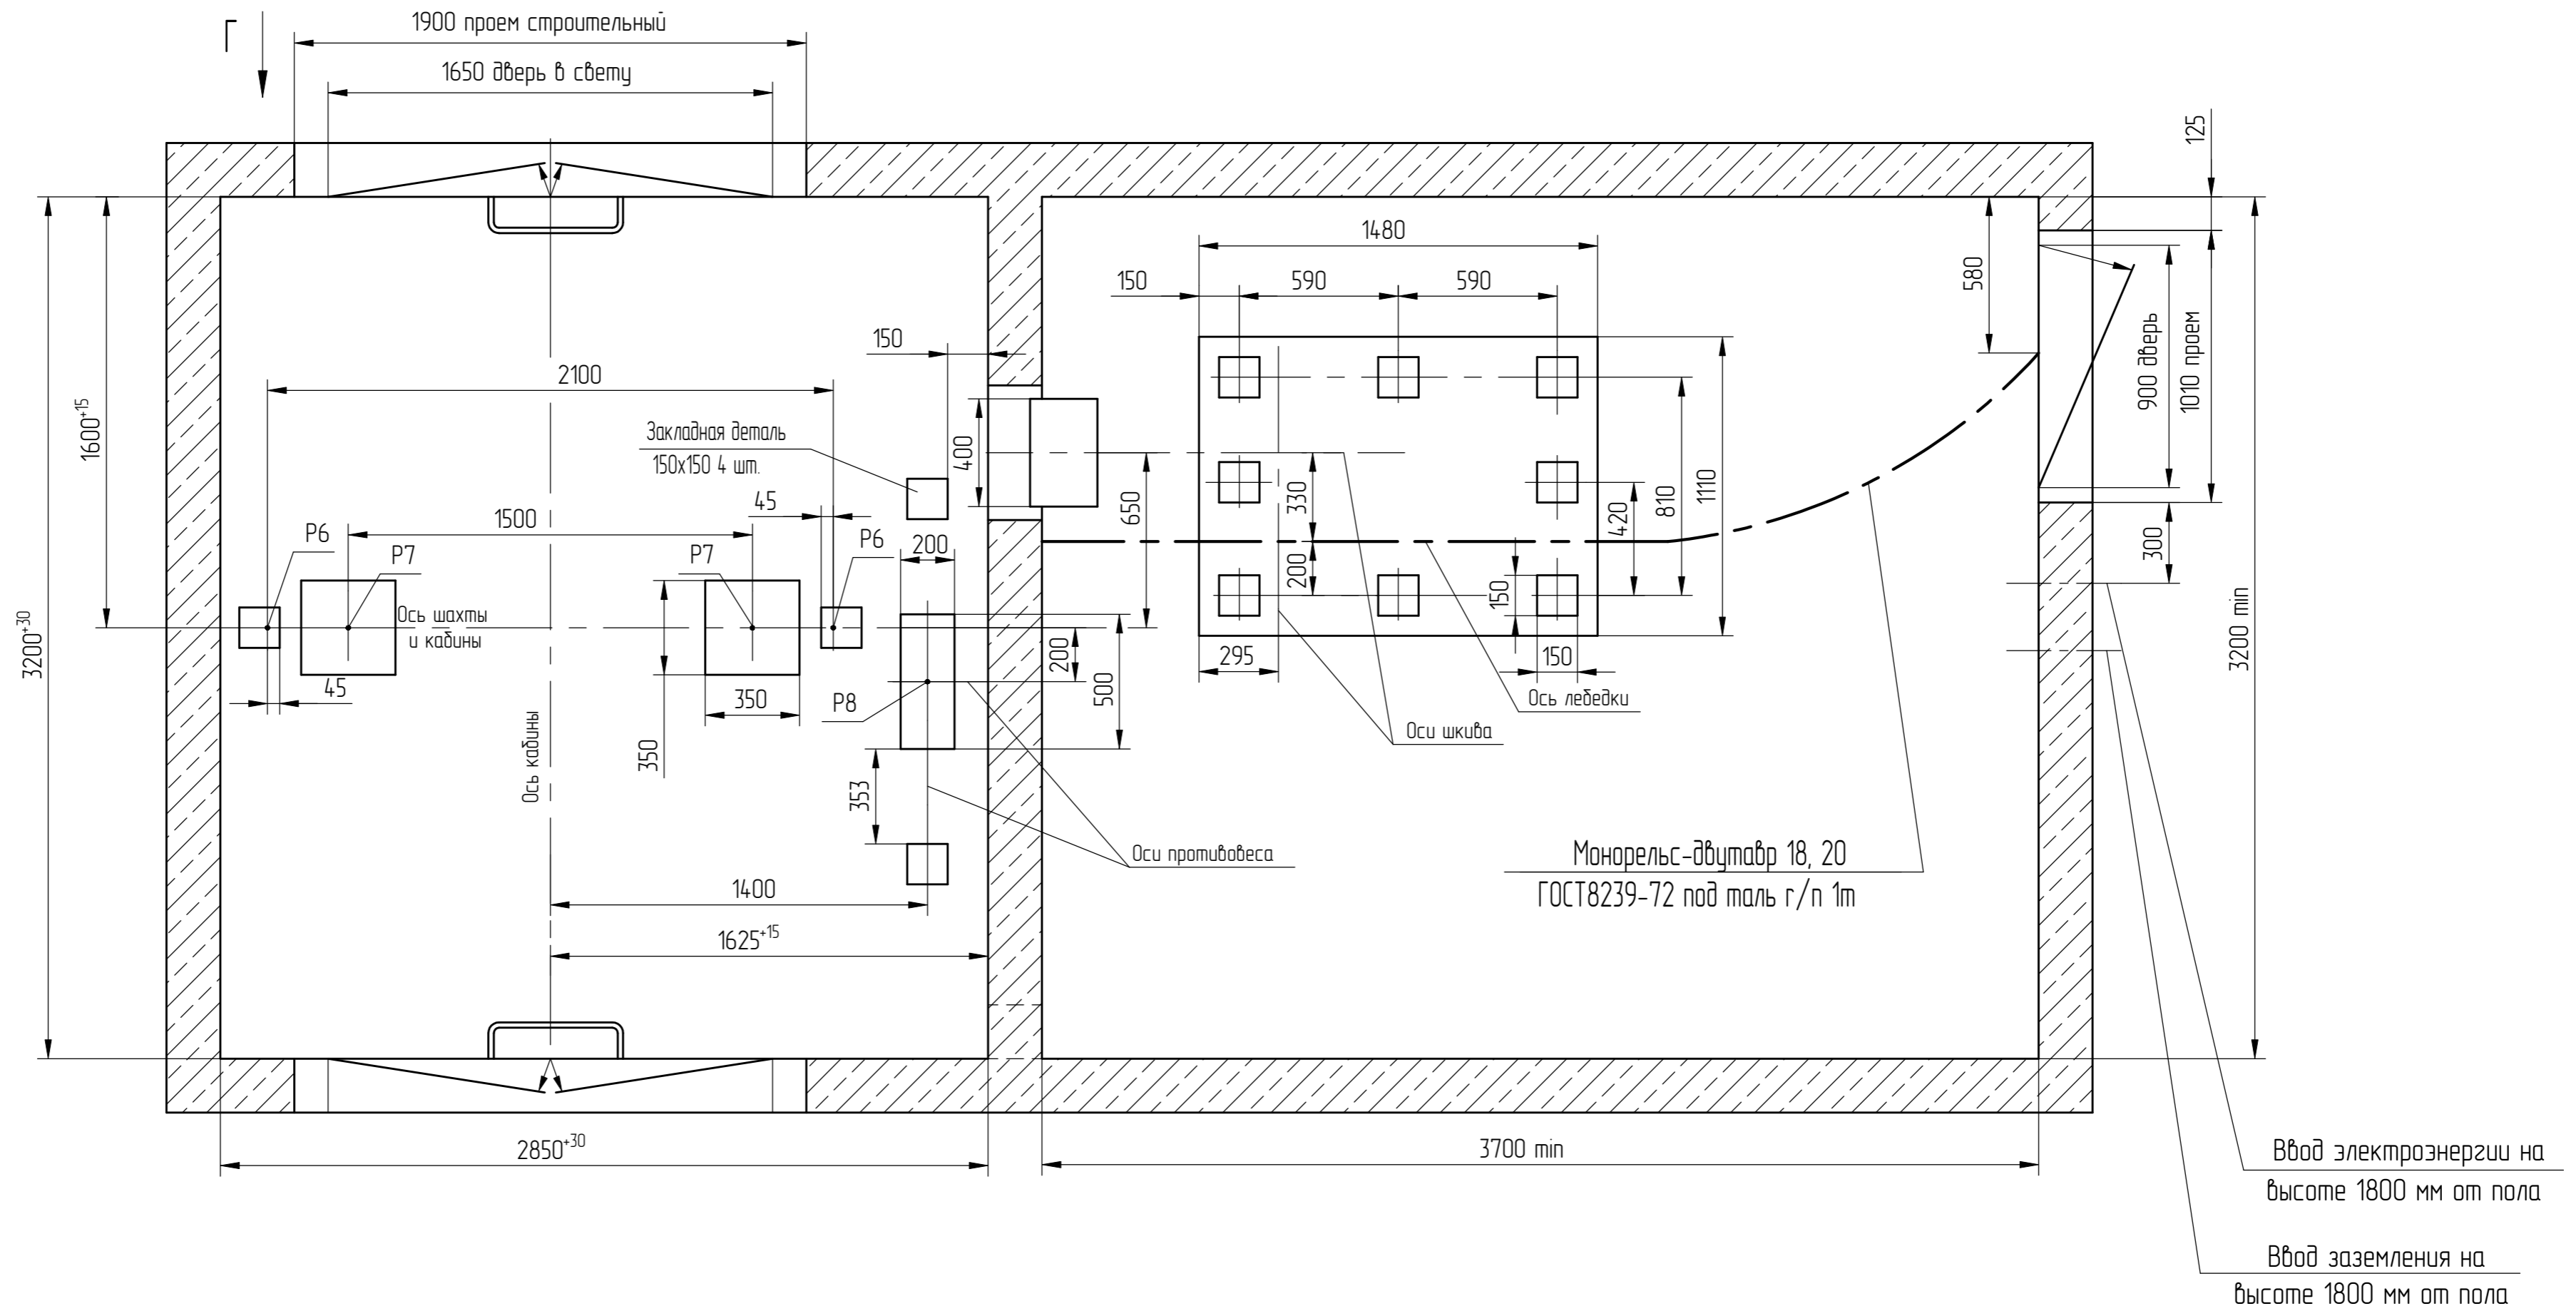 Г
1900 проем строительный
1650 дверь в свету
125
1480
150
590
590
580
900 дверь
1010 проем
150
2100
1600+15
Закладная деталь
150х150 4 шт.
400
45
650
330
420
810
1110
1500
P6
P7
P7
P6
200
200
150
300
3200+30
Ось шахты
и кабины
3200 min
45
350
350
P8
200
500
295
150
Ось лебедки
Оси шкива
Ось кабины
353
Оси противовеса
Монорельс-двутавр 18, 20
ГОСТ8239-72 под таль г/п 1т
1400
1625+15
2850+30
3700 min
Ввод электроэнергии на
высоте 1800 мм от пола
Ввод заземления на
высоте 1800 мм от пола